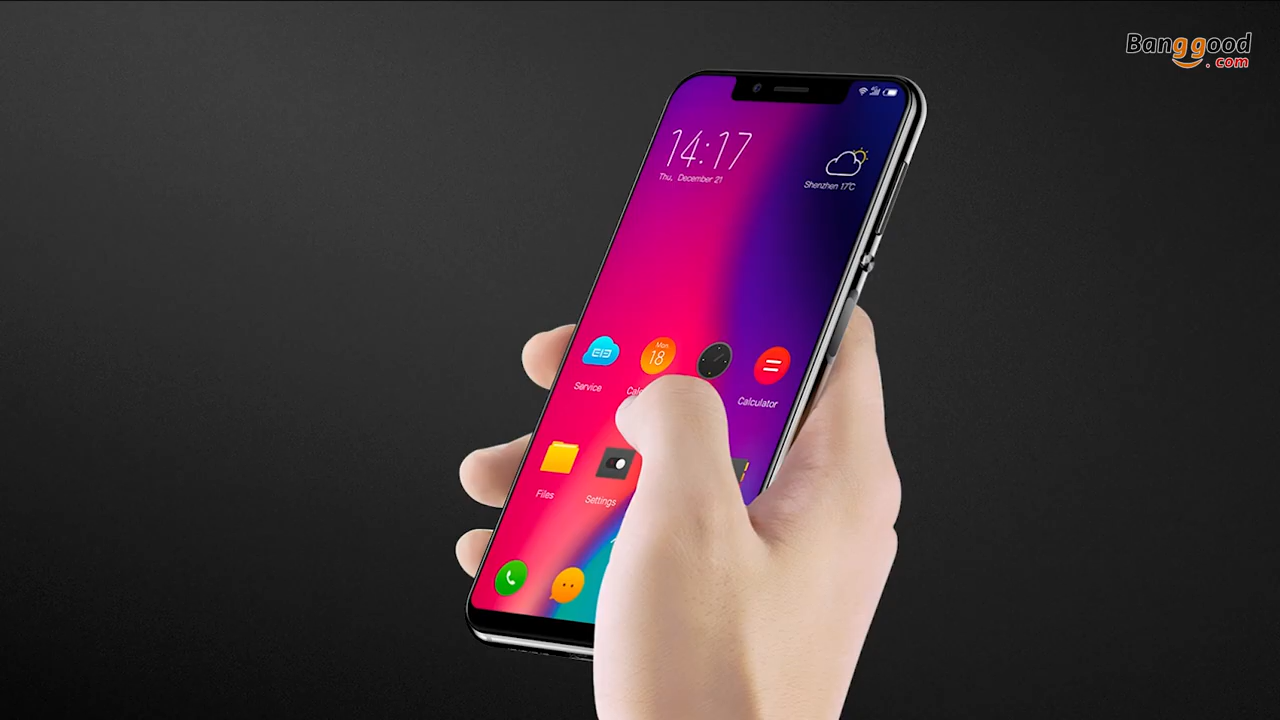 Banggood
.com
14:17
Thu, December 21
Shenzhen 17℃
Mon.
18
Service
Calculator
Files
Settings